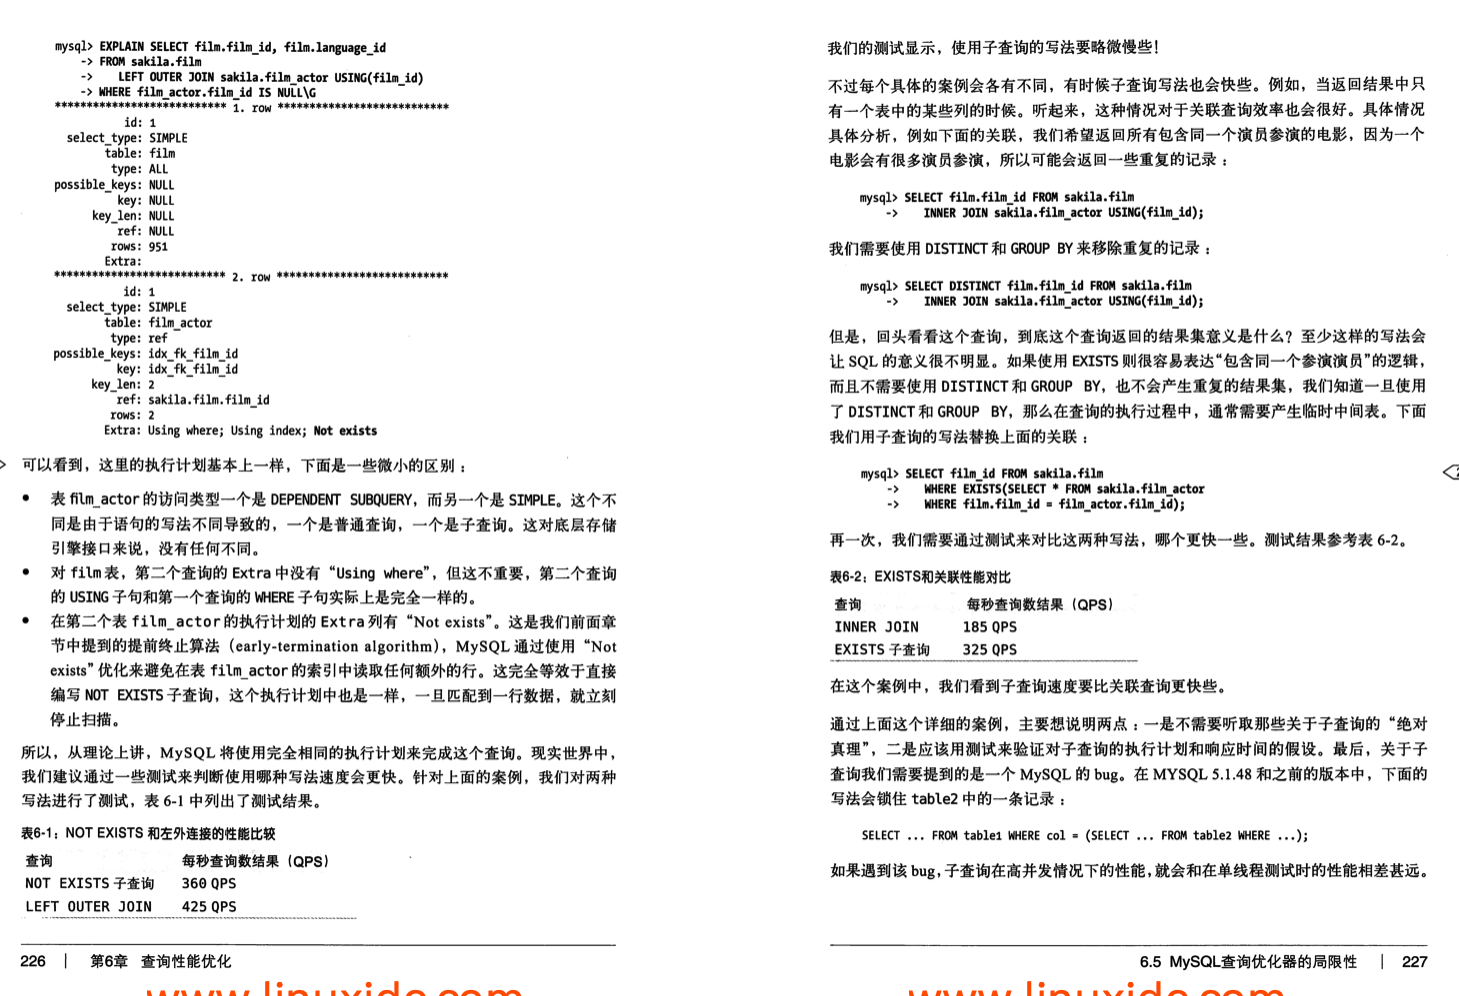 mysql> EXPLAIN SELECT film.film_id, film.language_id
-> FROM sakila.film
-> LEFT OUTER JOIN sakila.film_actor USING(film_id)
-> WHERE film_actor.film_id IS NULL\G
*************************** 1. row ***************************
id: 1
select_type: SIMPLE
table: film
type: ALL
possible_keys: NULL
key: NULL
key_len: NULL
ref: NULL
rows: 951
Extra:
*************************** 2. row ***************************
id: 1
select_type: SIMPLE
table: film_actor
type: ref
possible_keys: idx_fk_film_id
key: idx_fk_film_id
key_len: 2
ref: sakila.film.film_id
rows: 2
Extra: Using where; Using index; Not exists
可以看到，这里的执行计划基本上一样，下面是一些微小的区别：
• 表 film_actor 的访问类型一个是 DEPENDENT SUBQUERY，而另一个是 SIMPLE。这个不
同是由于语句的写法不同导致的，一个是普通查询，一个是子查询。这对底层存储
引擎接口来说，没有任何不同。
• 对 film 表，第二个查询的 Extra 中没有“Using where”，但这不重要，第二个查询
的 USING 子句和第一个查询的 WHERE 子句实际上是完全一样的。
• 在第二个表 film_actor 的执行计划的 Extra 列有“Not exists”。这是我们前面章
节中提到的提前终止算法（early-termination algorithm），MySQL 通过使用“Not
exists”优化来避免在表 film_actor 的索引中读取任何额外的行。这完全等效于直接
编写 NOT EXISTS 子查询，这个执行计划中也是一样，一旦匹配到一行数据，就立刻
停止扫描。
所以，从理论上讲，MySQL 将使用完全相同的执行计划来完成这个查询。现实世界中，
我们建议通过一些测试来判断使用哪种写法速度会更快。针对上面的案例，我们对两种
写法进行了测试，表 6-1 中列出了测试结果。
表6-1：NOT EXISTS 和左外连接的性能比较
查询 每秒查询数结果（QPS）
NOT EXISTS 子查询 360 QPS
LEFT OUTER JOIN 425 QPS
226 | 第6章 查询性能优化
www.linuxidc.com
我们的测试显示，使用子查询的写法要略微慢些！
不过每个具体的案例会各有不同，有时候子查询写法也会快些。例如，当返回结果中只
有一个表中的某些列的时候。听起来，这种情况对于关联查询效率也会很好。具体情况
具体分析，例如下面的关联，我们希望返回所有包含同一个演员参演的电影，因为一个
电影会有很多演员参演，所以可能会返回一些重复的记录：
mysql> SELECT film.film_id FROM sakila.film
-> INNER JOIN sakila.film_actor USING(film_id);
我们需要使用 DISTINCT 和 GROUP BY 来移除重复的记录：
mysql> SELECT DISTINCT film.film_id FROM sakila.film
-> INNER JOIN sakila.film_actor USING(film_id);
但是，回头看看这个查询，到底这个查询返回的结果集意义是什么？至少这样的写法会
让 SQL 的意义很不明显。如果使用 EXISTS 则很容易表达“包含同一个参演演员”的逻辑，
而且不需要使用 DISTINCT 和 GROUP BY，也不会产生重复的结果集，我们知道一旦使用
了 DISTINCT 和 GROUP BY，那么在查询的执行过程中，通常需要产生临时中间表。下面
我们用子查询的写法替换上面的关联：
mysql> SELECT film_id FROM sakila.film
-> WHERE EXISTS(SELECT * FROM sakila.film_actor
-> WHERE film.film_id = film_actor.film_id);
再一次，我们需要通过测试来对比这两种写法，哪个更快一些。测试结果参考表 6-2。
表6-2：EXISTS和关联性能对比
查询 每秒查询数结果（QPS）
INNER JOIN 185 QPS
EXISTS 子查询 325 QPS
在这个案例中，我们看到子查询速度要比关联查询更快些。
通过上面这个详细的案例，主要想说明两点：一是不需要听取那些关于子查询的“绝对
真理”，二是应该用测试来验证对子查询的执行计划和响应时间的假设。最后，关于子
查询我们需要提到的是一个 MySQL 的 bug。在 MYSQL 5.1.48 和之前的版本中，下面的
写法会锁住 table2 中的一条记录：
SELECT ... FROM table1 WHERE col = (SELECT ... FROM table2 WHERE ...);
如果遇到该 bug，子查询在高并发情况下的性能，就会和在单线程测试时的性能相差甚远。
6.5 MySQL查询优化器的局限性 | 227
www.linuxidc.com